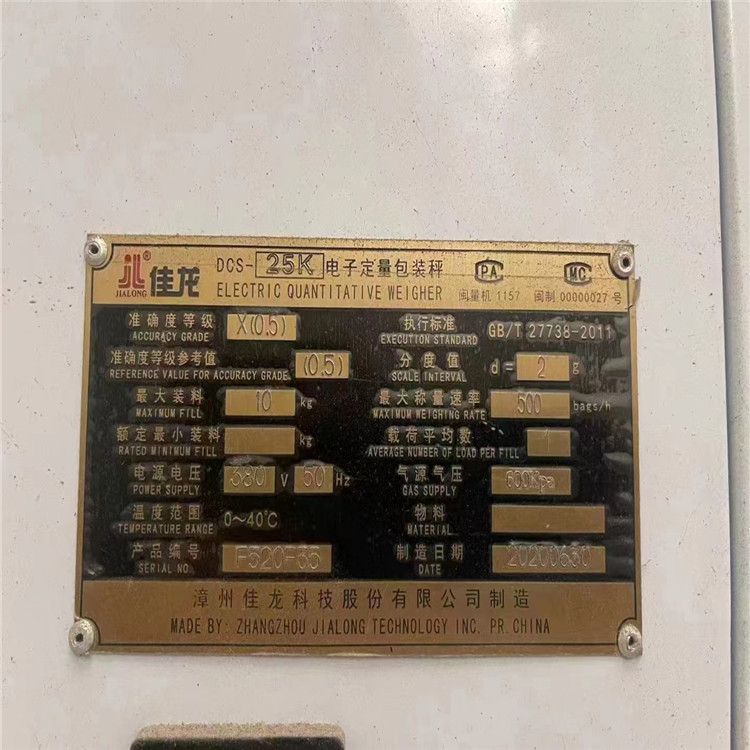 佳龙 JIALONG DCS-25K 电子定量包装秤 PA MC
ELECTRIC QUANTITATIVE WEIGHER 闽量机 1157 闽制 00000027 号
准确度等级 X(0.5) 执行标准 GB/T 27738-2011
ACCURACY GRADE EXECUTION STANDARD
准确度等级参考值 (0.5) 分度值 d = 2 g
REFERENCE VALUE FOR ACCURACY GRADE SCALE INTERVAL
最大装料 10 kg 最大称量速率 500 bags/h
MAXIMUM FILL MAXIMUM WEIGHING RATE
额定最小装料 kg 载荷平均数 1
RATED MINIMUM FILL AVERAGE NUMBER OF LOAD PER FILL
电源电压 380 V 50 Hz 气源气压 600Kpa
POWER SUPPLY GAS SUPPLY
温度范围 0～40℃ 物料
TEMPERATURE RANGE MATERIAL
产品编号 F520F35 制造日期 20200630
SERIAL NO. DATE
漳州佳龙科技股份有限公司制造
MADE BY: ZHANGZHOU JIALONG TECHNOLOGY INC. PR.CHINA